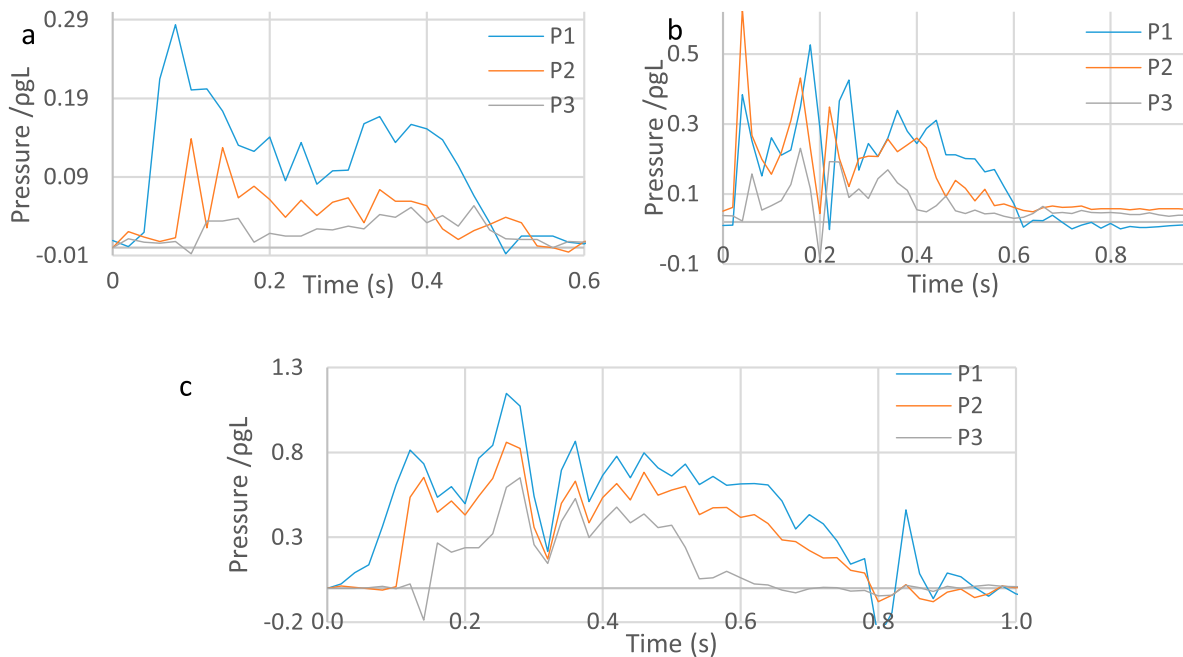 a
0.29
0.19
0.09
-0.01
Pressure /ρgL
P1
P2
P3
0
0.2
0.4
0.6
Time (s)
b
0.5
0.3
0.1
-0.1
Pressure /ρgL
P1
P2
P3
0
0.2
0.4
0.6
0.8
Time (s)
c
1.3
0.8
0.3
-0.2
Pressure /ρgL
P1
P2
P3
0.0
0.2
0.4
0.6
0.8
1.0
Time (s)